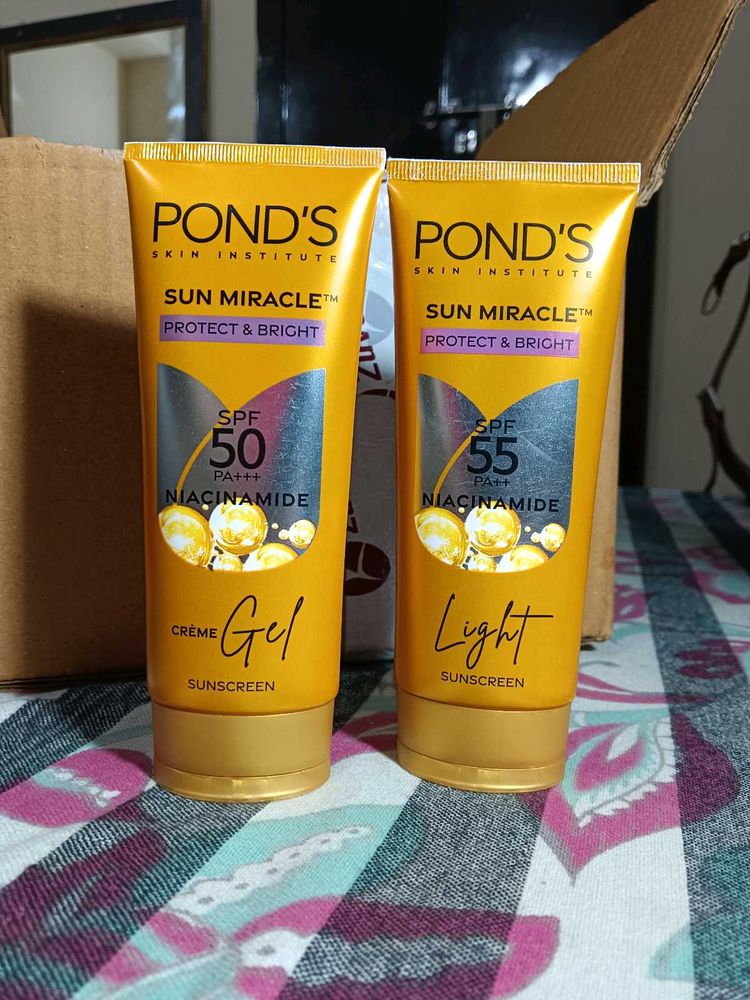 POND'S
SKIN INSTITUTE
SUN MIRACLE™
PROTECT & BRIGHT
SPF
50
PA+++
NIACINAMIDE
CRÈME Gel
SUNSCREEN
POND'S
SKIN INSTITUTE
SUN MIRACLE™
PROTECT & BRIGHT
SPF
55
PA++
NIACINAMIDE
Light
SUNSCREEN